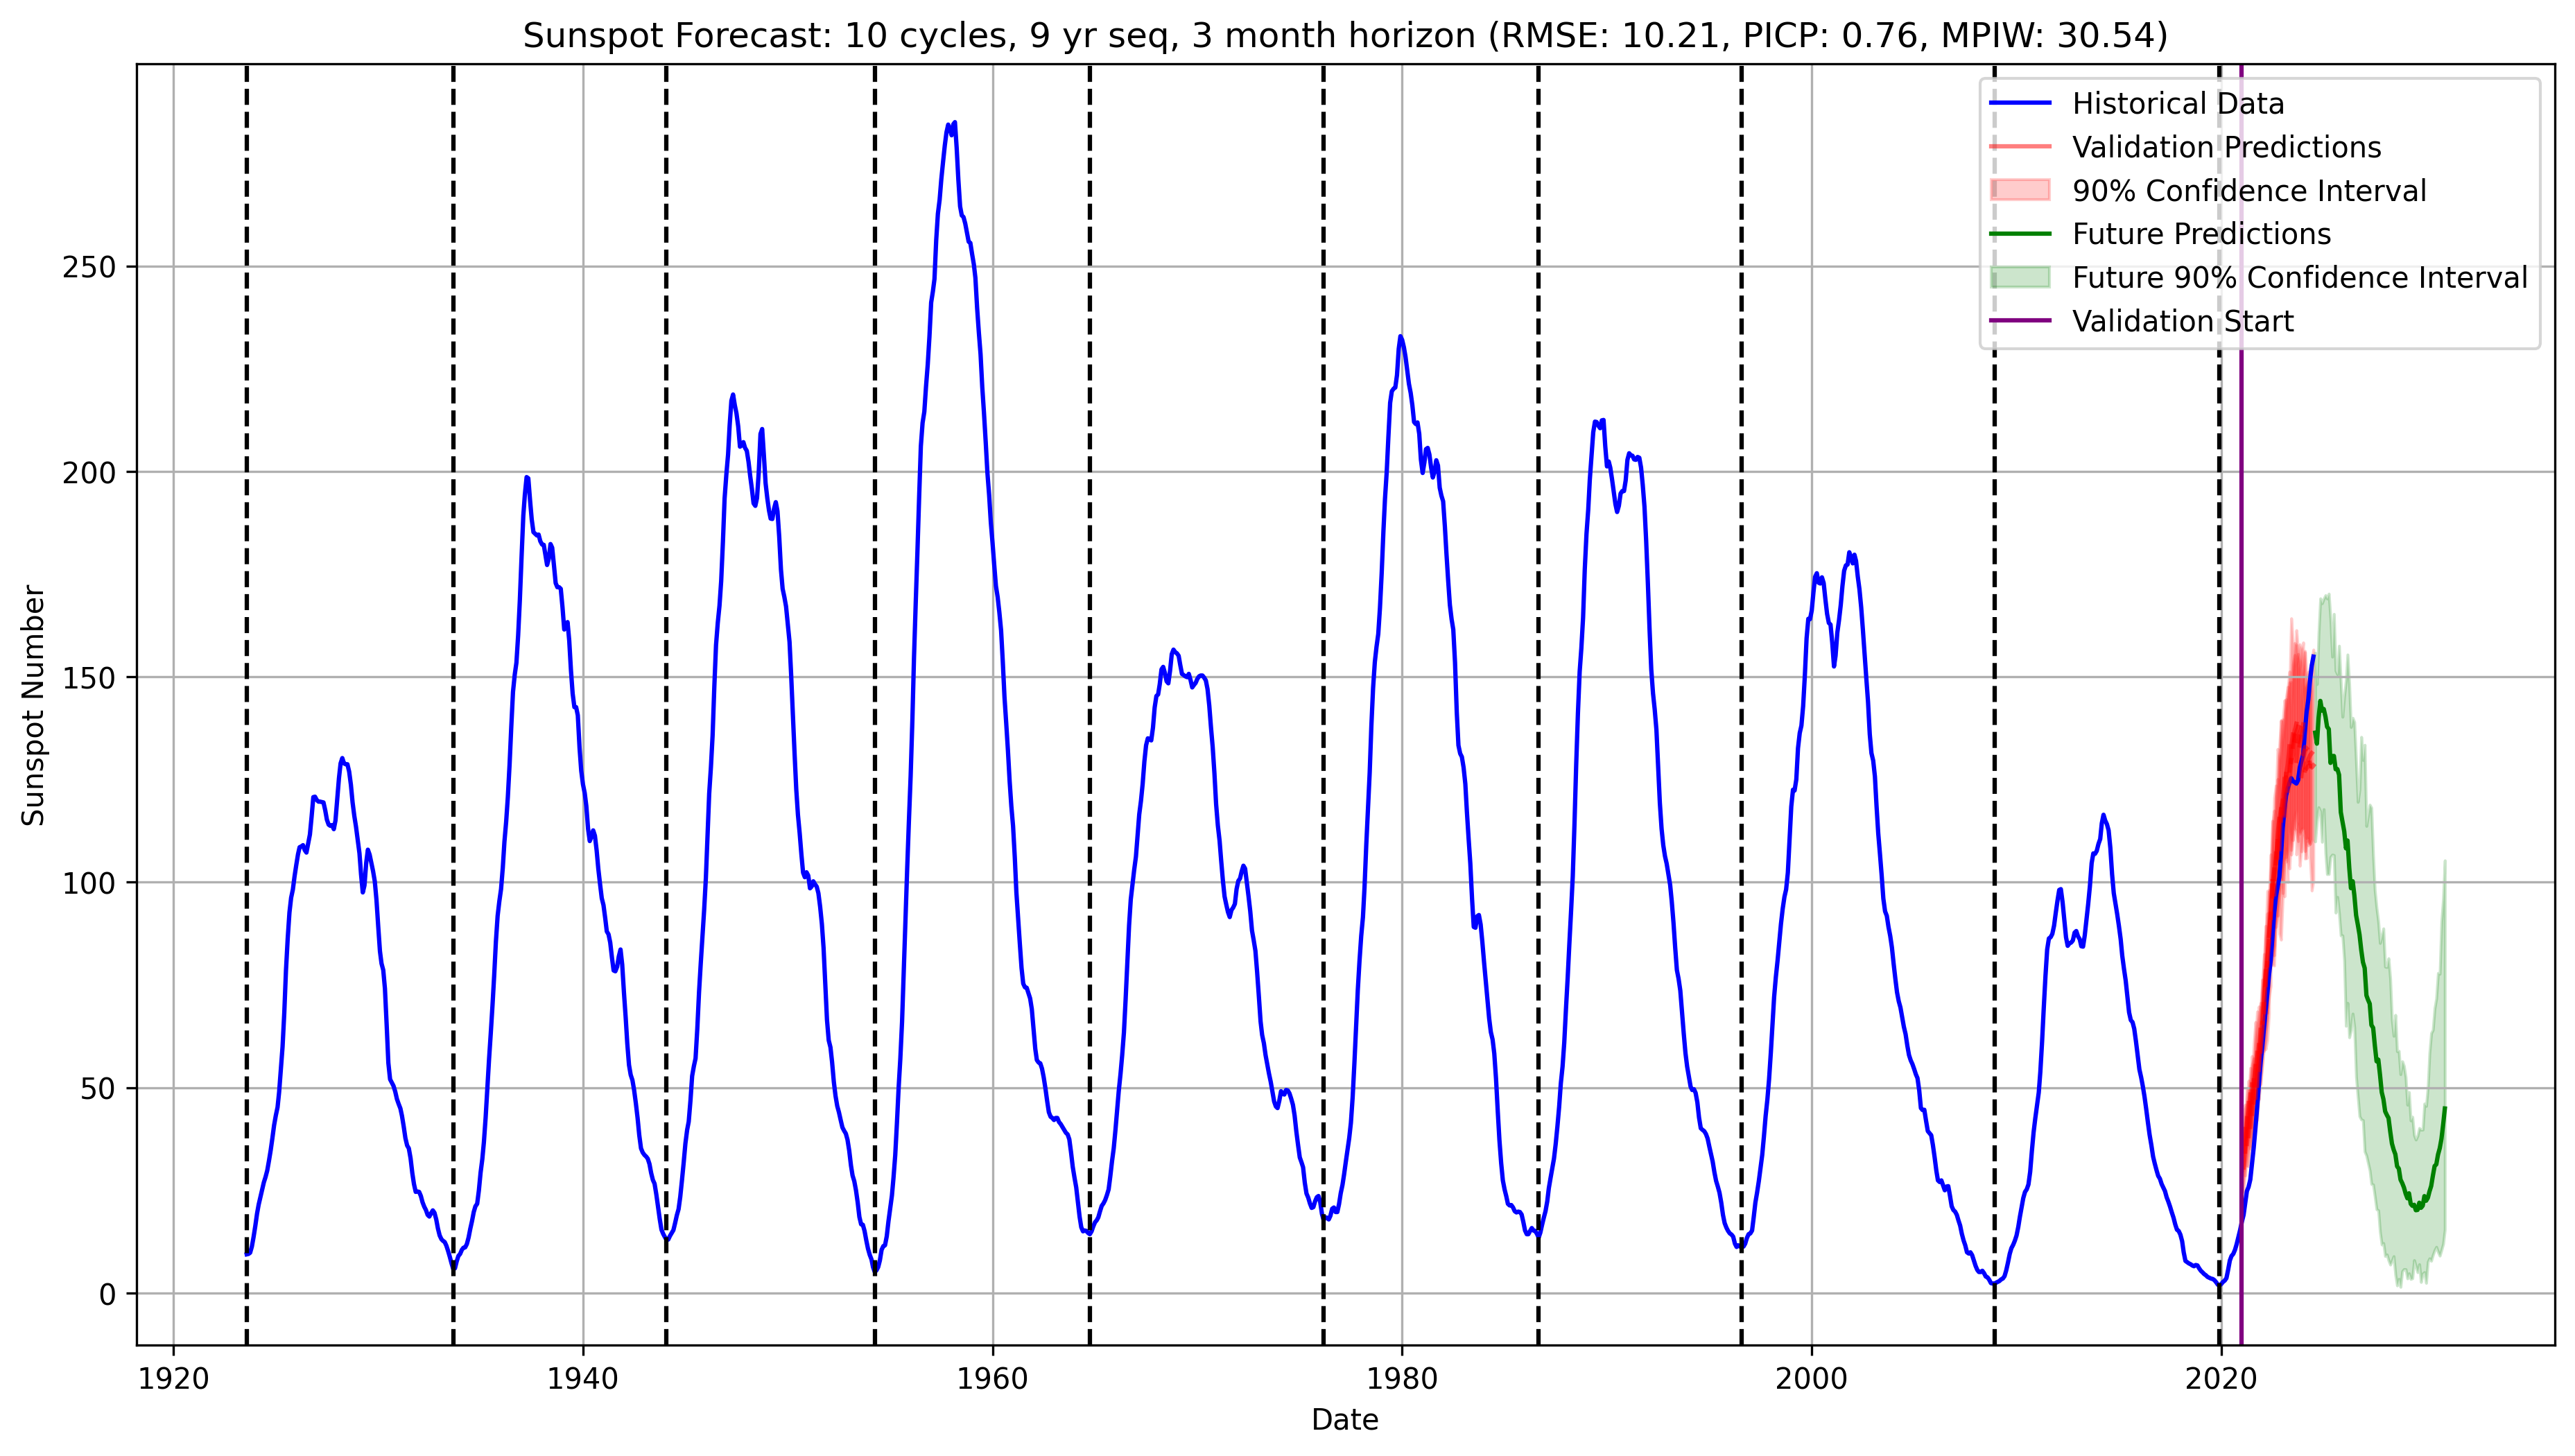 Sunspot Forecast: 10 cycles, 9 yr seq, 3 month horizon (RMSE: 10.21, PICP: 0.76, MPIW: 30.54)
Historical Data
Validation Predictions
90% Confidence Interval
Future Predictions
Future 90% Confidence Interval
Validation Start
Sunspot Number
250
200
150
100
50
0
1920
1940
1960
1980
2000
2020
Date